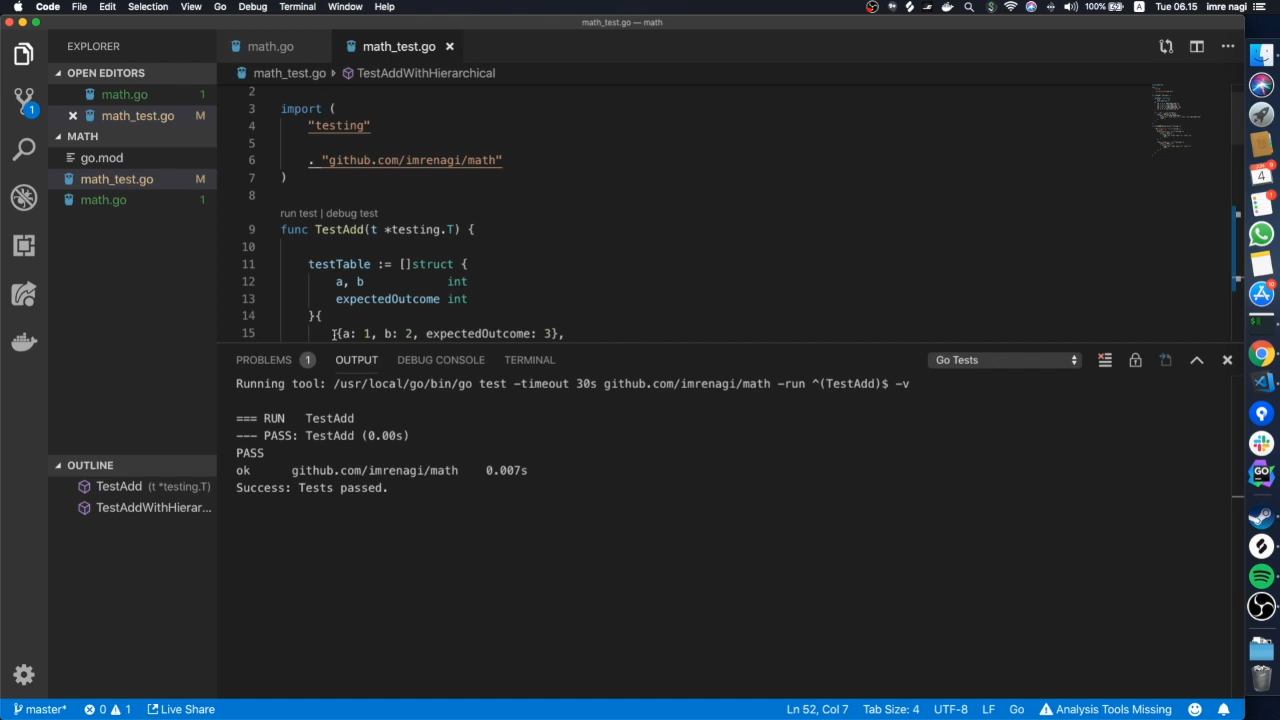 Code File Edit Selection View Go Debug Terminal Window Help 100% Tue 06.15 imre nagi
math_test.go — math
EXPLORER
OPEN EDITORS
math.go 1
math_test.go M
MATH
go.mod
math_test.go M
math.go 1
OUTLINE
TestAdd (t *testing.T)
TestAddWithHierar...
math.go math_test.go
math_test.go TestAddWithHierarchical
2
3 import (
4 "testing"
5
6 . "github.com/imrenagi/math"
7 )
8
run test | debug test
9 func TestAdd(t *testing.T) {
10
11 testTable := []struct {
12 a, b int
13 expectedOutcome int
14 }{
15 {a: 1, b: 2, expectedOutcome: 3},
PROBLEMS 1 OUTPUT DEBUG CONSOLE TERMINAL Go Tests
Running tool: /usr/local/go/bin/go test -timeout 30s github.com/imrenagi/math -run ^(TestAdd)$ -v
=== RUN TestAdd
--- PASS: TestAdd (0.00s)
PASS
ok github.com/imrenagi/math 0.007s
Success: Tests passed.
master* 0 1 Live Share Ln 52, Col 7 Tab Size: 4 UTF-8 LF Go Analysis Tools Missing